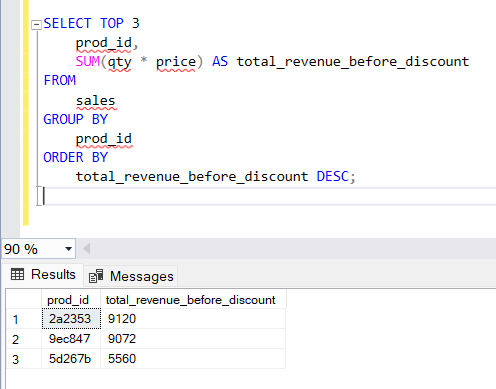 SELECT TOP 3
prod_id,
SUM(qty * price) AS total_revenue_before_discount
FROM
sales
GROUP BY
prod_id
ORDER BY
total_revenue_before_discount DESC;
90 %
Results Messages
prod_id total_revenue_before_discount
1 2a2353 9120
2 9ec847 9072
3 5d267b 5560